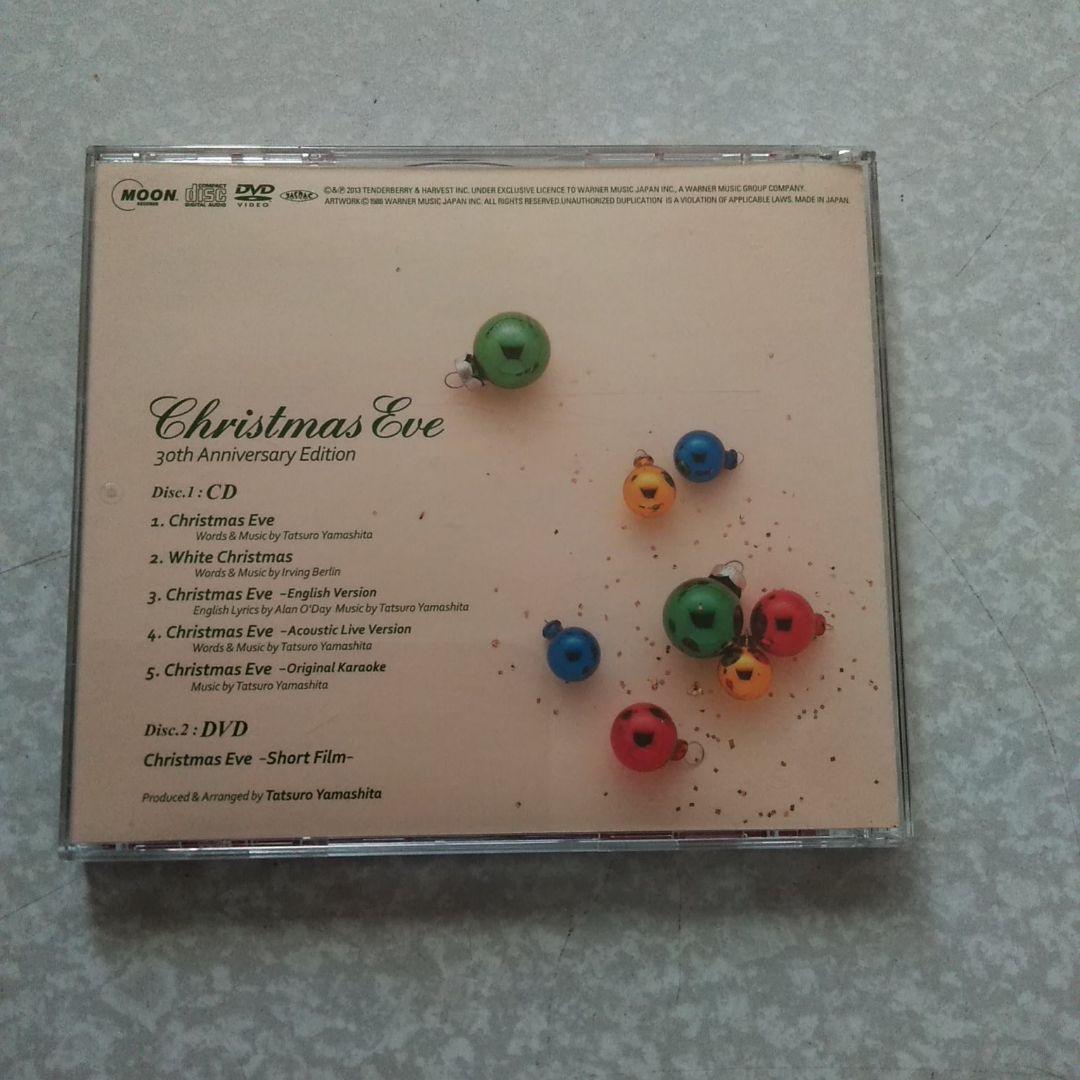 MOON RECORDS
COMPACT disc DIGITAL AUDIO
DVD VIDEO
JASRAC
©&℗ 2013 TENDERBERRY & HARVEST INC. UNDER EXCLUSIVE LICENCE TO WARNER MUSIC JAPAN INC., A WARNER MUSIC GROUP COMPANY.
ARTWORK © 1986 WARNER MUSIC JAPAN INC. ALL RIGHTS RESERVED.UNAUTHORIZED DUPLICATION IS A VIOLATION OF APPLICABLE LAWS. MADE IN JAPAN.
Christmas Eve
30th Anniversary Edition
Disc.1 : CD
1. Christmas Eve
Words & Music by Tatsuro Yamashita
2. White Christmas
Words & Music by Irving Berlin
3. Christmas Eve –English Version
English Lyrics by Alan O'Day Music by Tatsuro Yamashita
4. Christmas Eve –Acoustic Live Version
Words & Music by Tatsuro Yamashita
5. Christmas Eve –Original Karaoke
Music by Tatsuro Yamashita
Disc.2 : DVD
Christmas Eve –Short Film–
Produced & Arranged by Tatsuro Yamashita